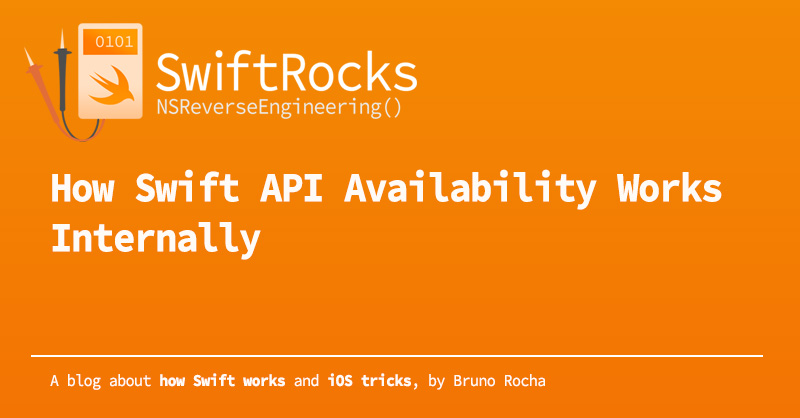 0101
SwiftRocks
NSReverseEngineering()
How Swift API Availability Works
Internally
A blog about how Swift works and iOS tricks, by Bruno Rocha